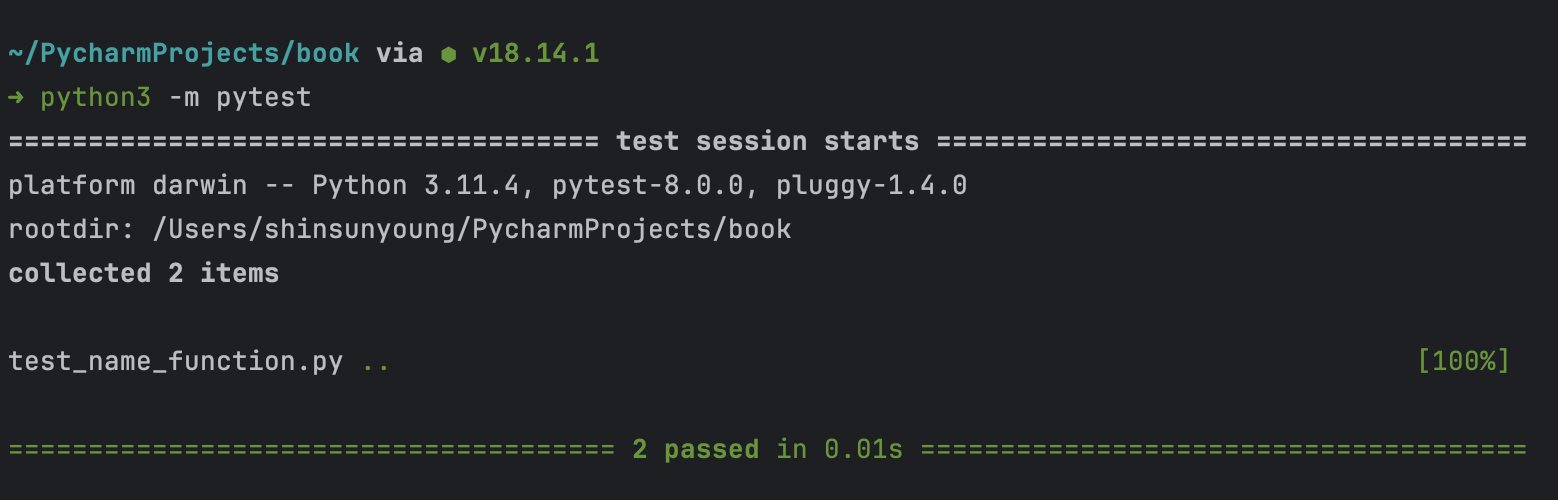 ~/PycharmProjects/book via ⬢ v18.14.1
➜ python3 -m pytest
===================================== test session starts =====================================
platform darwin -- Python 3.11.4, pytest-8.0.0, pluggy-1.4.0
rootdir: /Users/shinsunyoung/PycharmProjects/book
collected 2 items
test_name_function.py .. [100%]
====================================== 2 passed in 0.01s ======================================